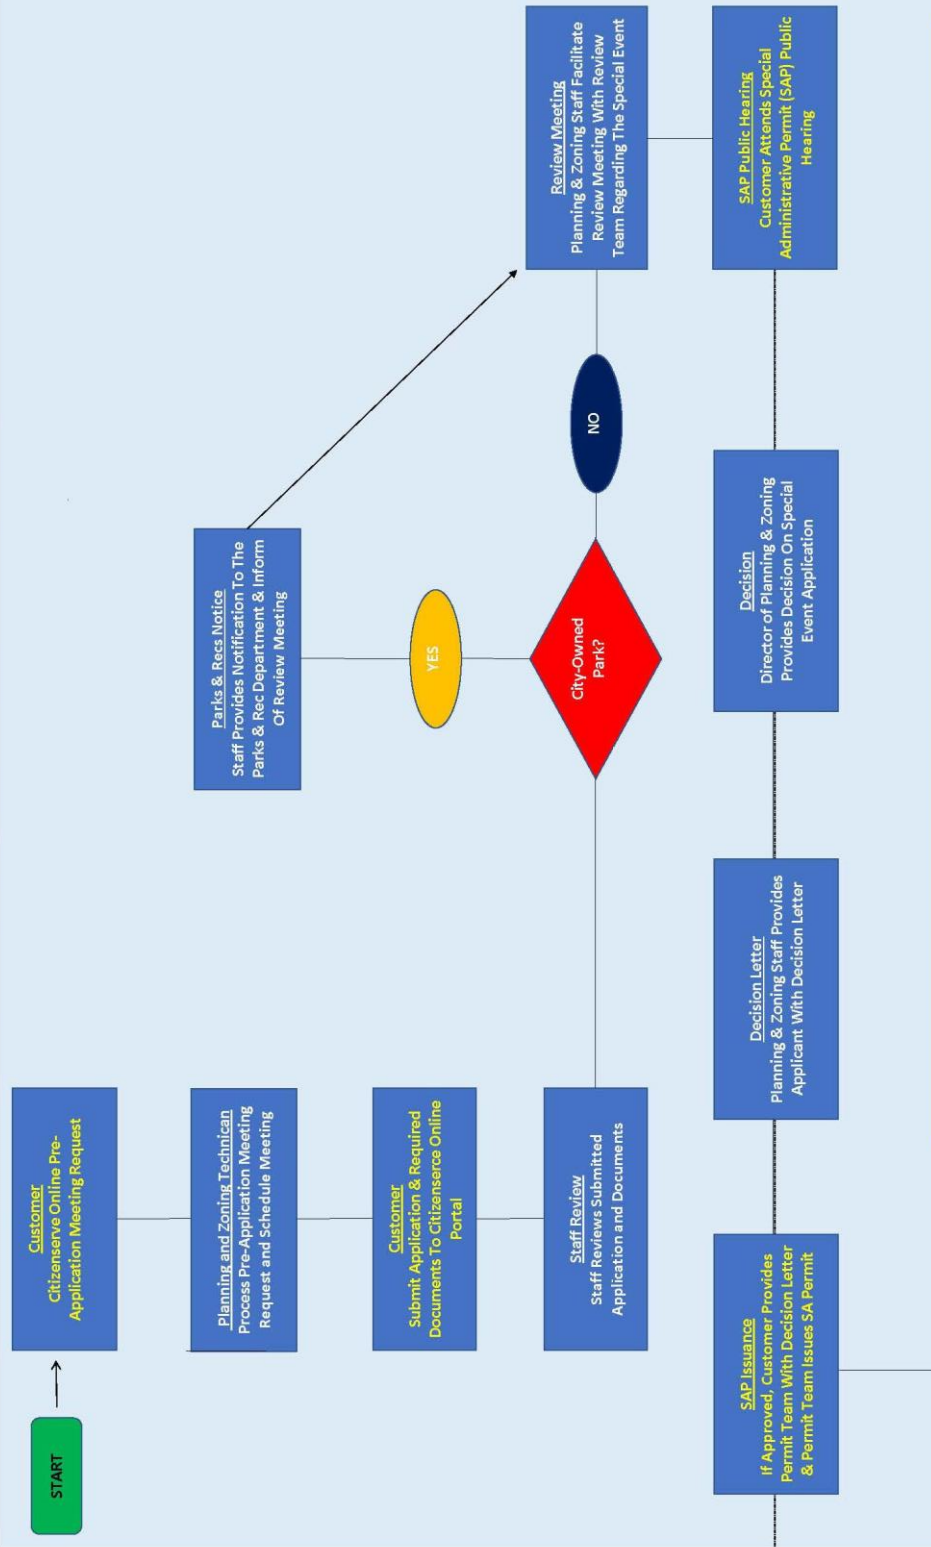 START
Customer
Citizenserve Online Pre-
Application Meeting Request
Planning and Zoning Technican
Process Pre-Application Meeting
Request and Schedule Meeting
Customer
Submit Application & Required
Documents To Citizenserce Online
Portal
Staff Review
Staff Reviews Submitted
Application and Documents
City-Owned
Park?
YES
Parks & Recs Notice
Staff Provides Notification To The
Parks & Rec Department & Inform
Of Review Meeting
NO
Review Meeting
Planning & Zoning Staff Facilitate
Review Meeting With Review
Team Regarding The Special Event
SAP Public Hearing
Customer Attends Special
Administrative Permit (SAP) Public
Hearing
Decision
Director of Planning & Zoning
Provides Decision On Special
Event Application
Decision Letter
Planning & Zoning Staff Provides
Applicant With Decision Letter
SAP Issuance
If Approved, Customer Provides
Permit Team With Decision Letter
& Permit Team Issues SA Permit